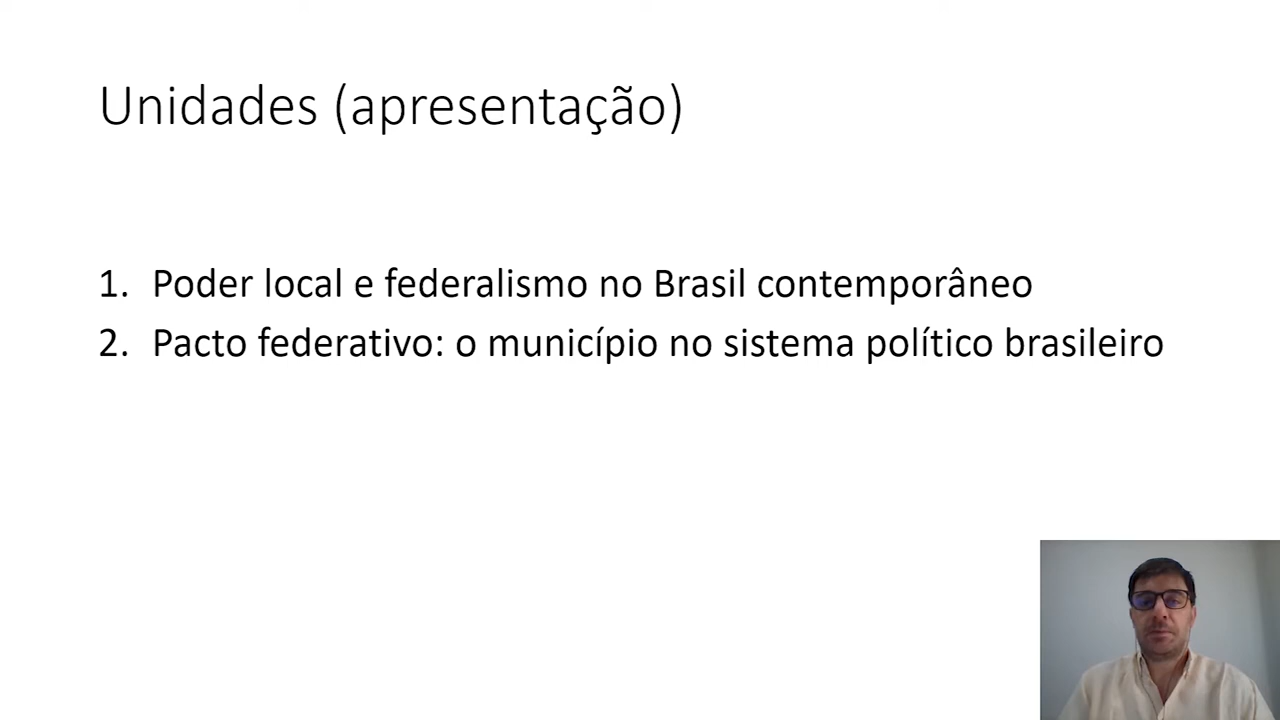 Unidades (apresentação)
1. Poder local e federalismo no Brasil contemporâneo
2. Pacto federativo: o município no sistema político brasileiro